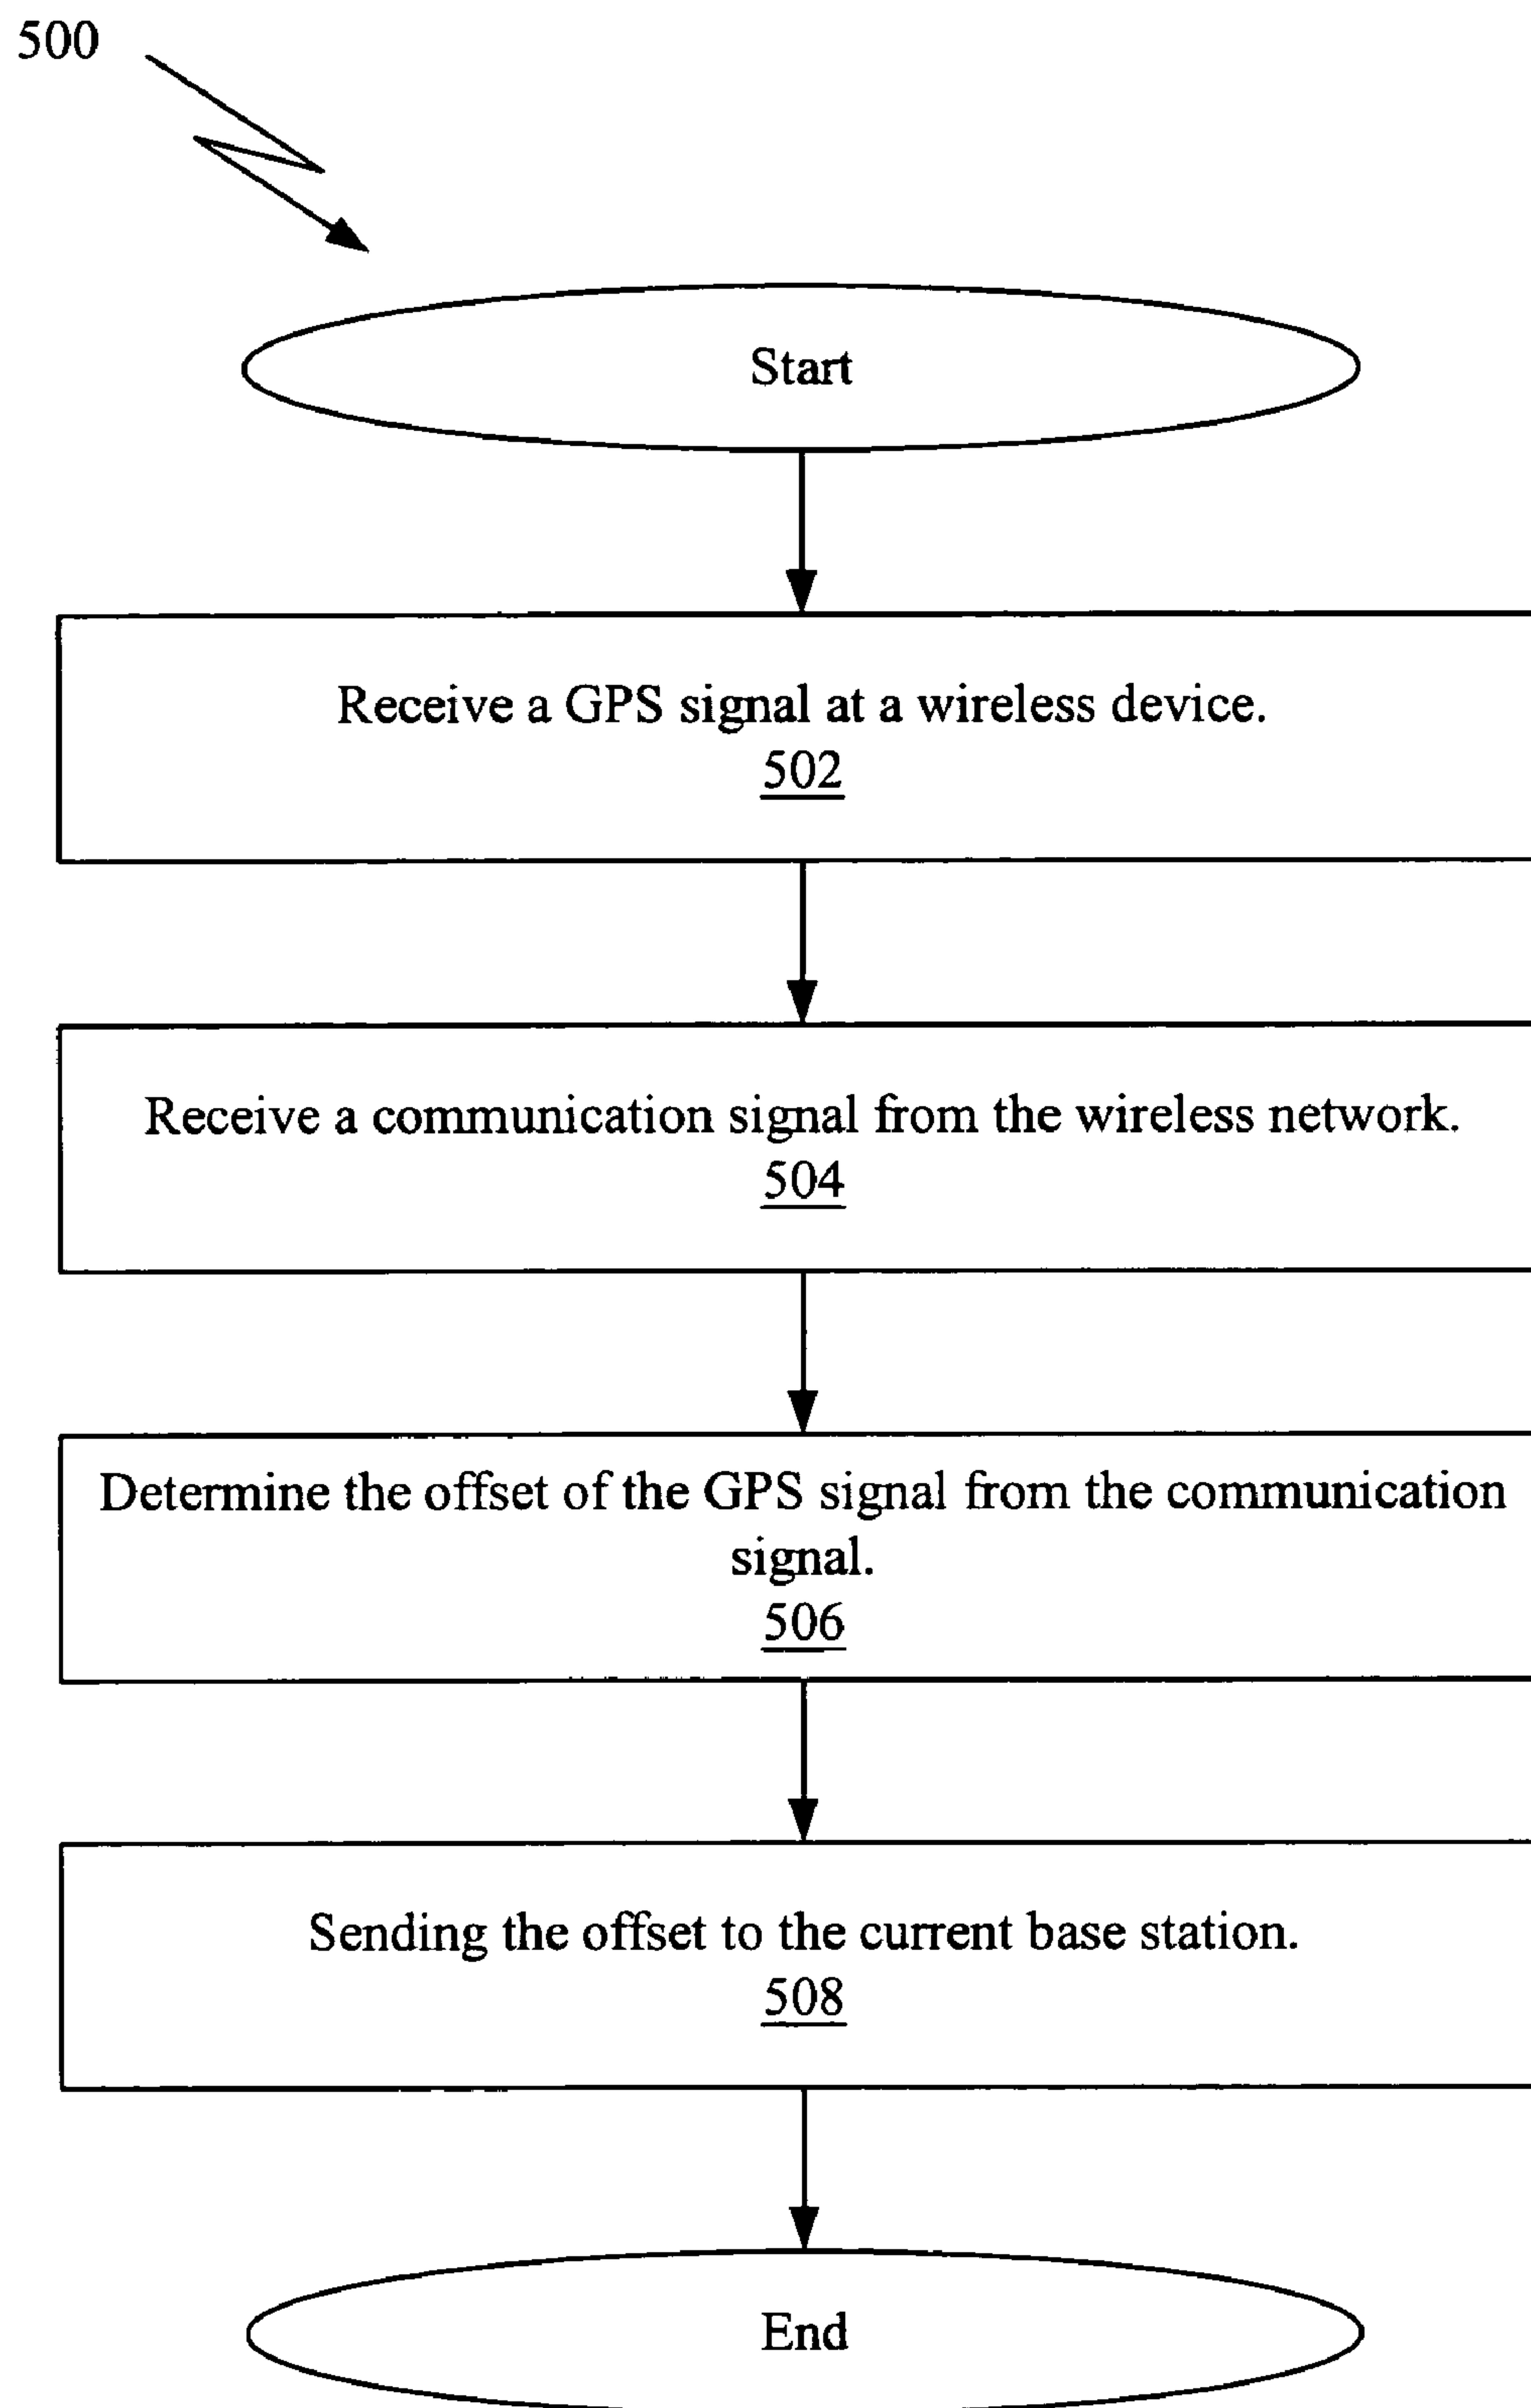 500
Start
Receive a GPS signal at a wireless device.
502
Receive a communication signal from the wireless network.
504
Determine the offset of the GPS signal from the communication
signal.
506
Sending the offset to the current base station.
508
End